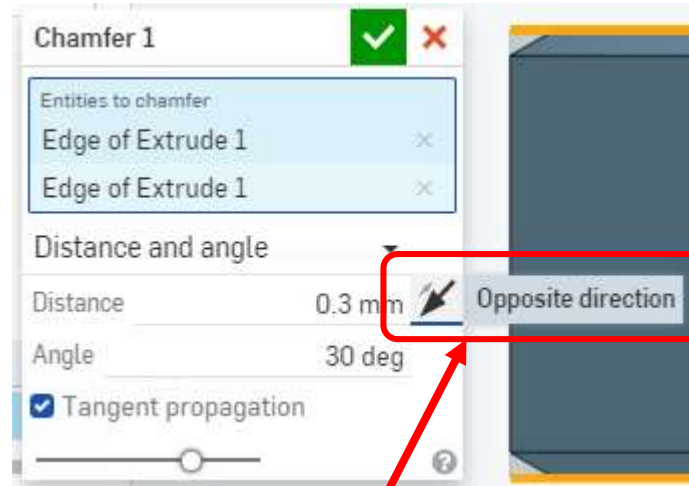 Chamfer 1
Entities to chamfer
Edge of Extrude 1
Edge of Extrude 1
Distance and angle
Distance 0.3 mm Opposite direction
Angle 30 deg
Tangent propagation